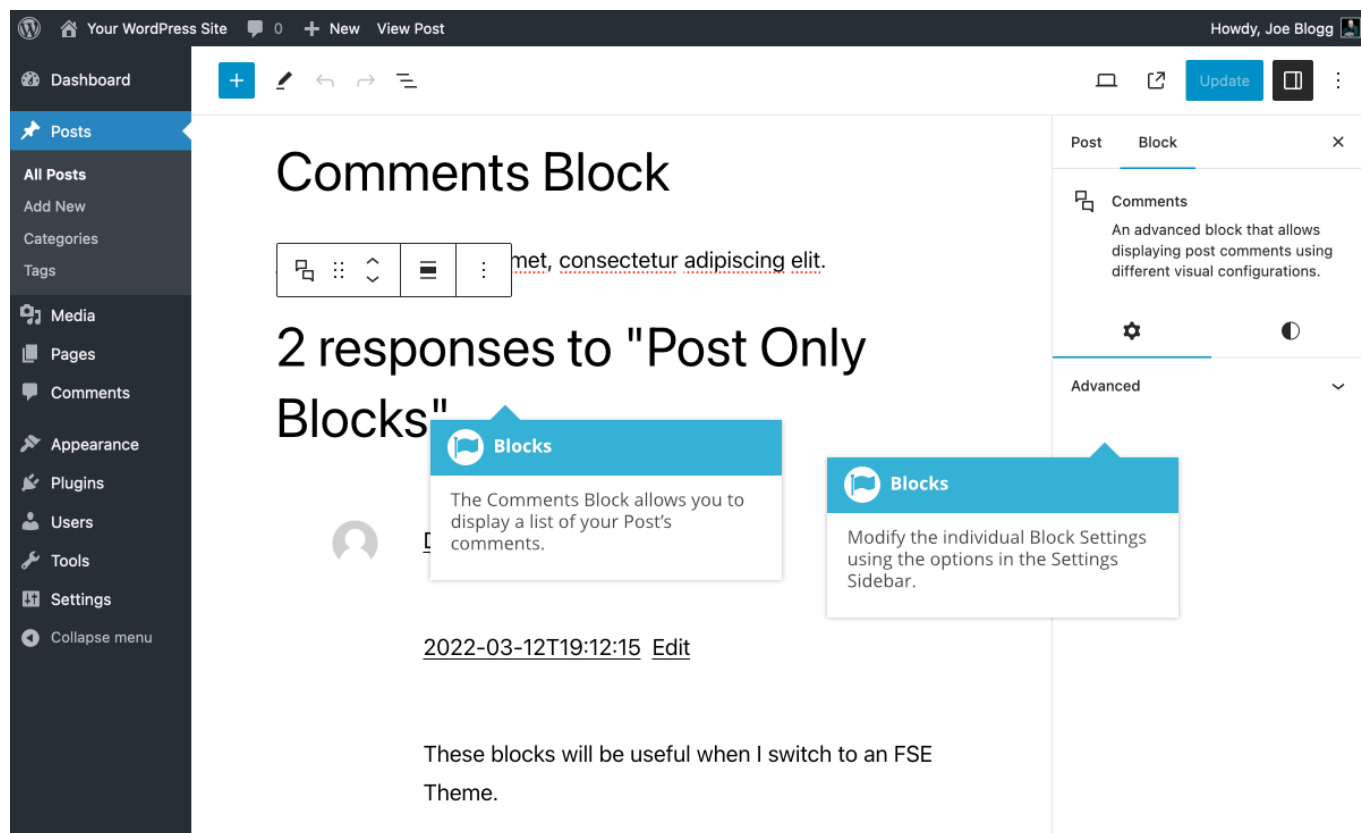 Your WordPress Site 0 New View Post Howdy, Joe Blogg
Dashboard
Posts
All Posts
Add New
Categories
Tags
Media
Pages
Comments
Appearance
Plugins
Users
Tools
Settings
Collapse menu
Update
Comments Block
consectetur adipiscing elit.
2 responses to "Post Only
Blocks"
Blocks
The Comments Block allows you to
display a list of your Post’s
comments.
2022-03-12T19:12:15 Edit
These blocks will be useful when I switch to an FSE
Theme.
Post Block
Comments
An advanced block that allows
displaying post comments using
different visual configurations.
Advanced
Blocks
Modify the individual Block Settings
using the options in the Settings
Sidebar.